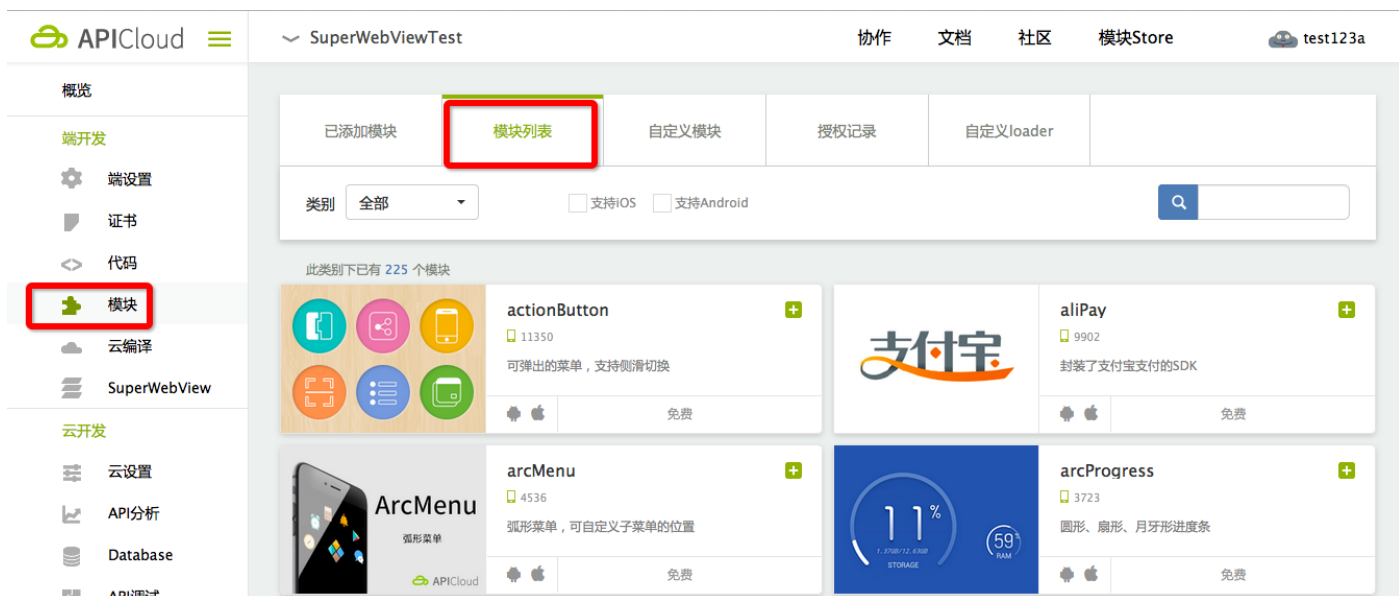 APICloud
SuperWebViewTest
协作
文档
社区
模块Store
test123a
概览
端开发
端设置
证书
代码
模块
云编译
SuperWebView
云开发
云设置
API分析
Database
API调试
已添加模块
模块列表
自定义模块
授权记录
自定义loader
类别
全部
支持iOS
支持Android
此类别下已有 225 个模块
actionButton
11350
可弹出的菜单，支持侧滑切换
免费
支付宝
aliPay
9902
封装了支付宝支付的SDK
免费
ArcMenu
弧形菜单
APICloud
arcMenu
4536
弧形菜单，可自定义子菜单的位置
免费
11%
1.37GB/12.63GB
STORAGE
59%
RAM
arcProgress
3723
圆形、扇形、月牙形进度条
免费